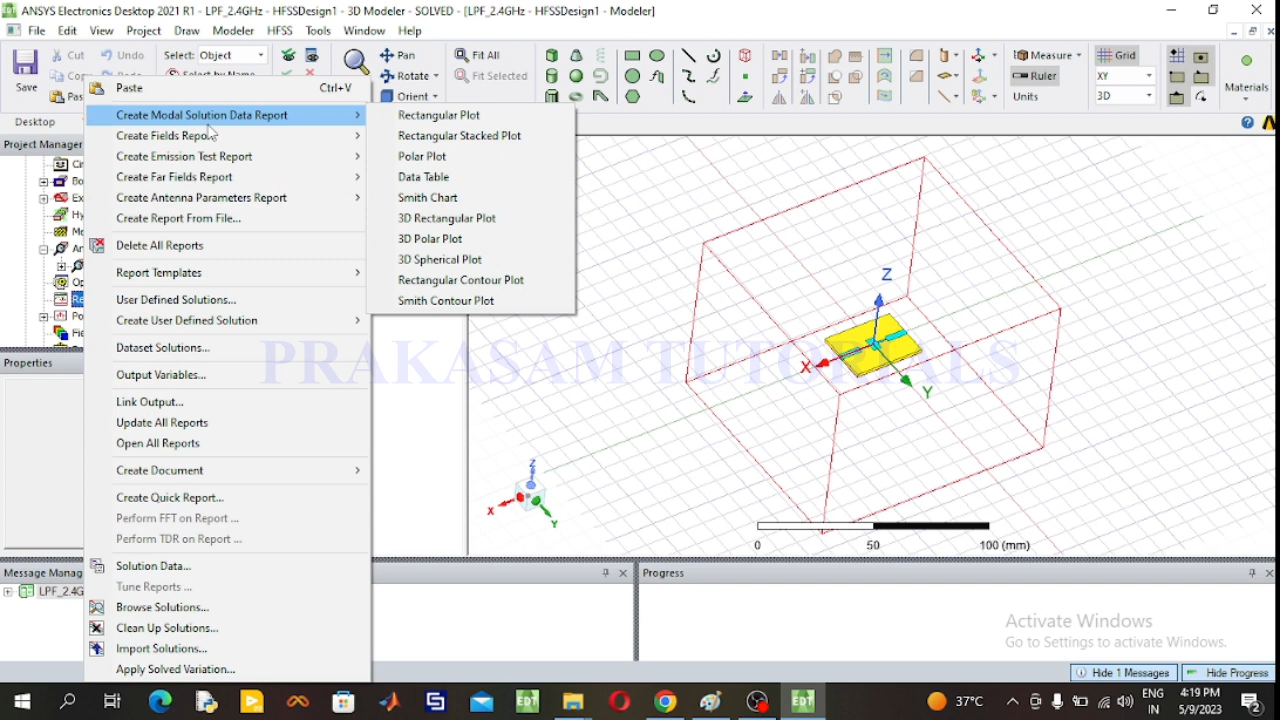 ANSYS Electronics Desktop 2021 R1 - LPF_2.4GHz - HFSSDesign1 - 3D Modeler - SOLVED - [LPF_2.4GHz - HFSSDesign1 - Modeler]
File Edit View Project Draw Modeler HFSS Tools Window Help
Save
Cut
Copy
Undo
Select: Object
Select by Name
Pan
Rotate
Orient
Fit All
Fit Selected
Measure
Ruler
Units
Grid
XY
3D
Materials
Desktop
Project Manager
Paste Ctrl+V
Create Modal Solution Data Report
Create Fields Report
Create Emission Test Report
Create Far Fields Report
Create Antenna Parameters Report
Create Report From File...
Delete All Reports
Report Templates
User Defined Solutions...
Create User Defined Solution
Dataset Solutions...
Output Variables...
Link Output...
Update All Reports
Open All Reports
Create Document
Create Quick Report...
Perform FFT on Report ...
Perform TDR on Report ...
Solution Data...
Tune Reports ...
Browse Solutions...
Clean Up Solutions...
Import Solutions...
Apply Solved Variation...
Rectangular Plot
Rectangular Stacked Plot
Polar Plot
Data Table
Smith Chart
3D Rectangular Plot
3D Polar Plot
3D Spherical Plot
Rectangular Contour Plot
Smith Contour Plot
Properties
PRAKASAM TUTORIALS
Z
X
Y
Z
X
Y
0 50 100 (mm)
Message Manag
LPF_2.4G
Progress
Activate Windows
Go to Settings to activate Windows.
Hide 1 Messages
Hide Progress
37°C
ENG
IN
4:19 PM
5/9/2023
2